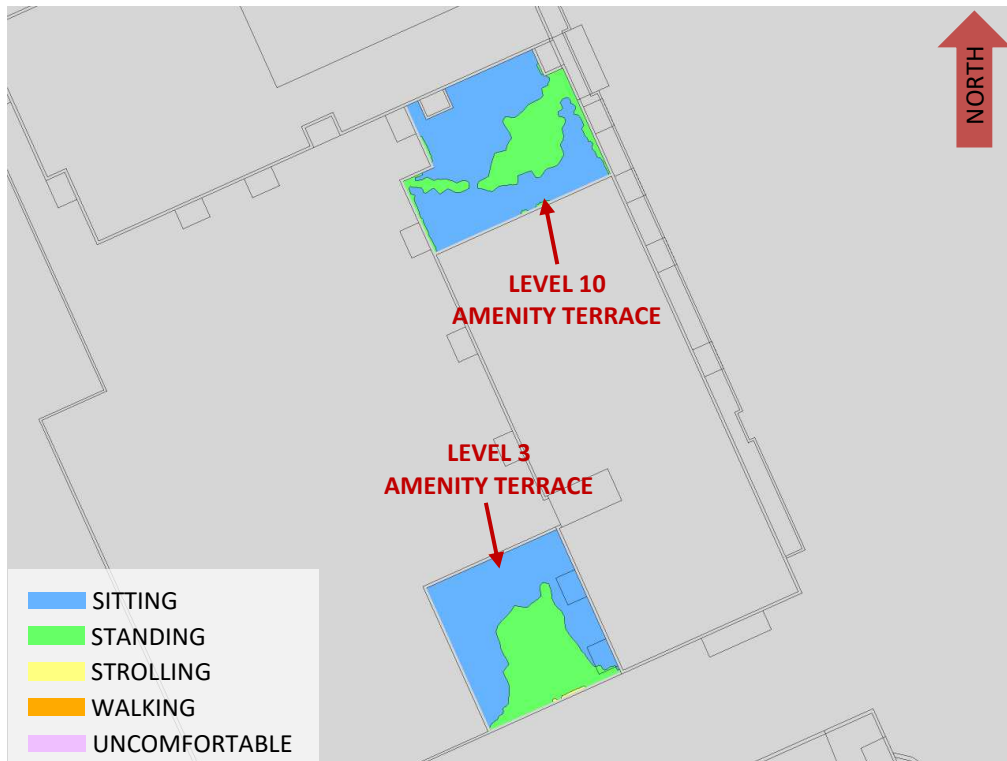 NORTH
LEVEL 10
AMENITY TERRACE
LEVEL 3
AMENITY TERRACE
SITTING
STANDING
STROLLING
WALKING
UNCOMFORTABLE